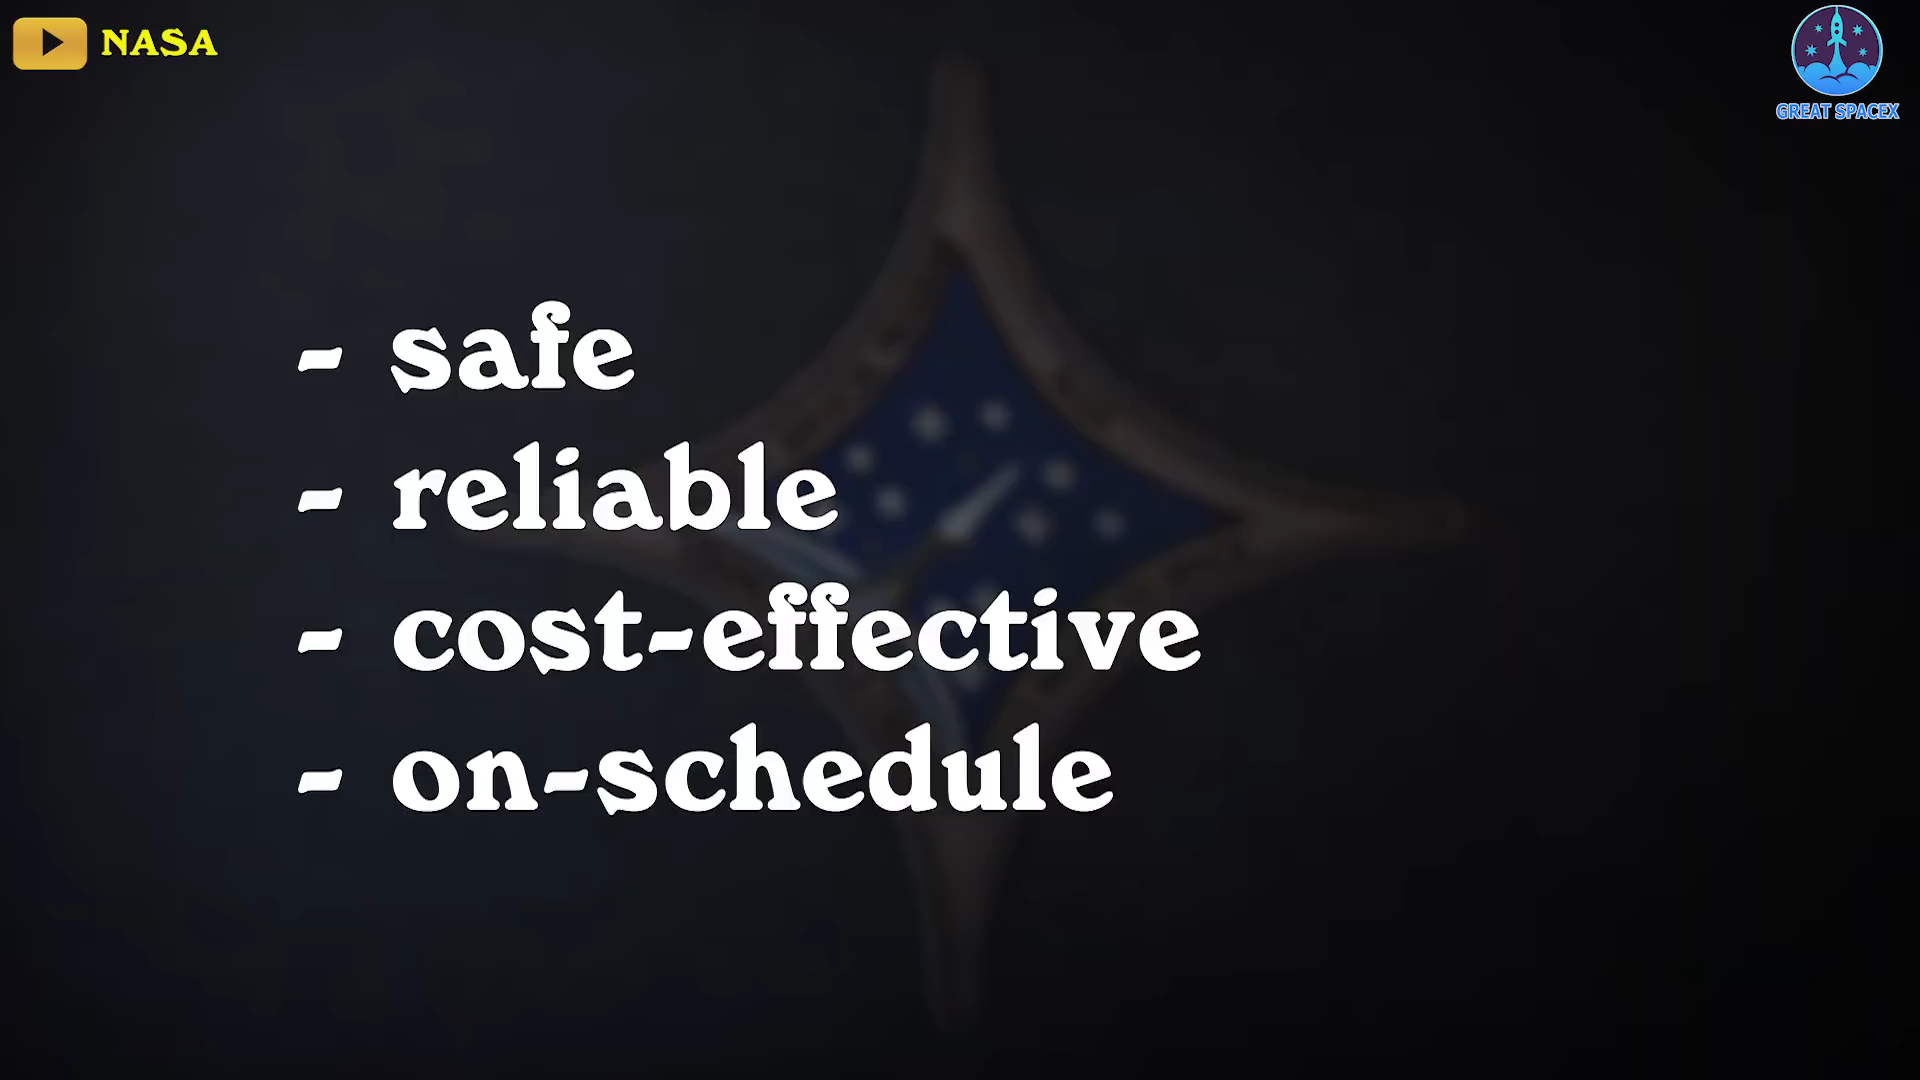 NASA
GREAT SPACEX
- safe
- reliable
- cost-effective
- on-schedule